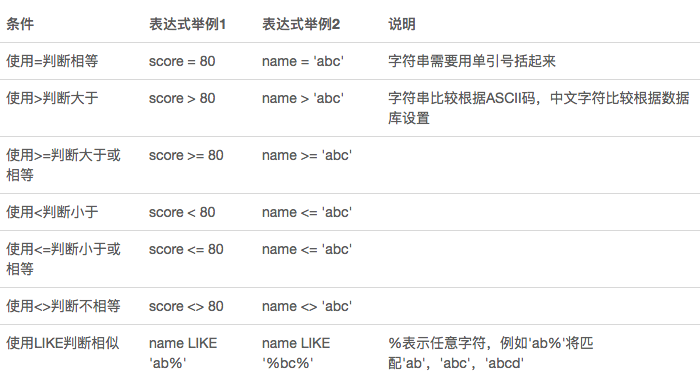 条件 表达式举例1 表达式举例2 说明
使用=判断相等 score = 80 name = 'abc' 字符串需要用单引号括起来
使用>判断大于 score > 80 name > 'abc' 字符串比较根据ASCII码，中文字符比较根据数据
库设置
使用>=判断大于或 score >= 80 name >= 'abc'
相等
使用<判断小于 score < 80 name <= 'abc'
使用<=判断小于或 score <= 80 name <= 'abc'
相等
使用<>判断不相等 score <> 80 name <> 'abc'
使用LIKE判断相似 name LIKE name LIKE %表示任意字符，例如'ab%'将匹
'ab%' '%bc%' 配'ab'，'abc'，'abcd'